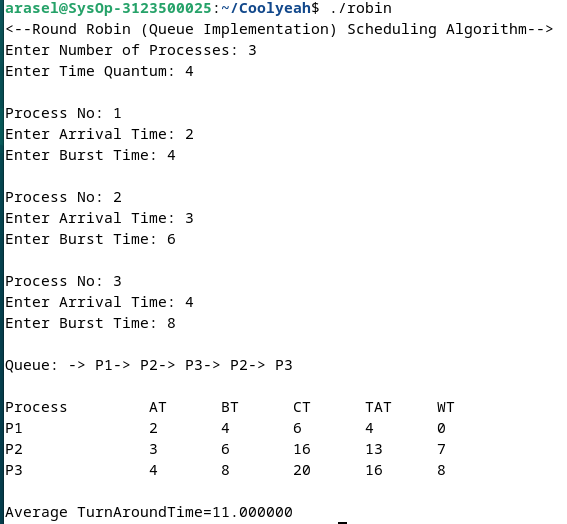 arasel@SysOp-3123500025:~/Coolyeah$ ./robin
<--Round Robin (Queue Implementation) Scheduling Algorithm-->
Enter Number of Processes: 3
Enter Time Quantum: 4
Process No: 1
Enter Arrival Time: 2
Enter Burst Time: 4
Process No: 2
Enter Arrival Time: 3
Enter Burst Time: 6
Process No: 3
Enter Arrival Time: 4
Enter Burst Time: 8
Queue: -> P1-> P2-> P3-> P2-> P3
Process AT BT CT TAT WT
P1 2 4 6 4 0
P2 3 6 16 13 7
P3 4 8 20 16 8
Average TurnAroundTime=11.000000